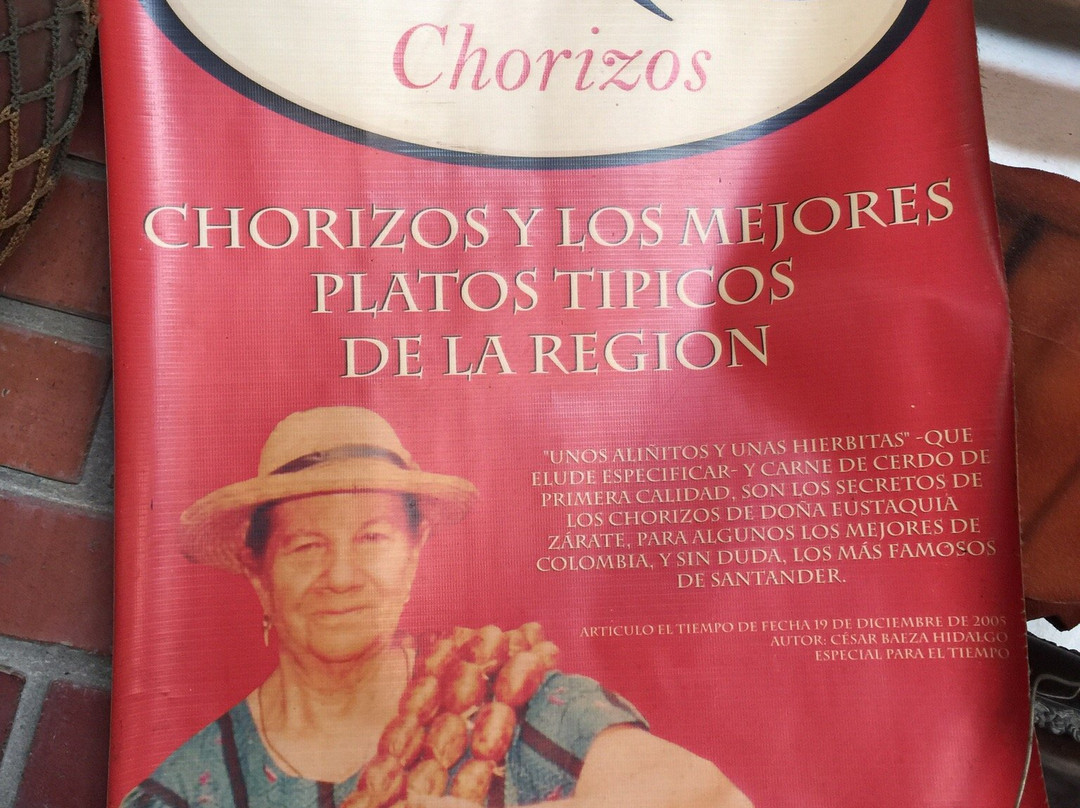 Chorizos
CHORIZOS Y LOS MEJORES
PLATOS TIPICOS
DE LA REGION
"UNOS ALIÑITOS Y UNAS HIERBITAS" -QUE
ELUDE ESPECIFICAR- Y CARNE DE CERDO DE
PRIMERA CALIDAD, SON LOS SECRETOS DE
LOS CHORIZOS DE DOÑA EUSTAQUIA
ZÁRATE, PARA ALGUNOS LOS MEJORES DE
COLOMBIA, Y SIN DUDA, LOS MÁS FAMOSOS
DE SANTANDER.
ARTICULO EL TIEMPO DE FECHA 19 DE DICIEMBRE DE 2005
AUTOR: CÉSAR BAEZA HIDALGO
ESPECIAL PARA EL TIEMPO